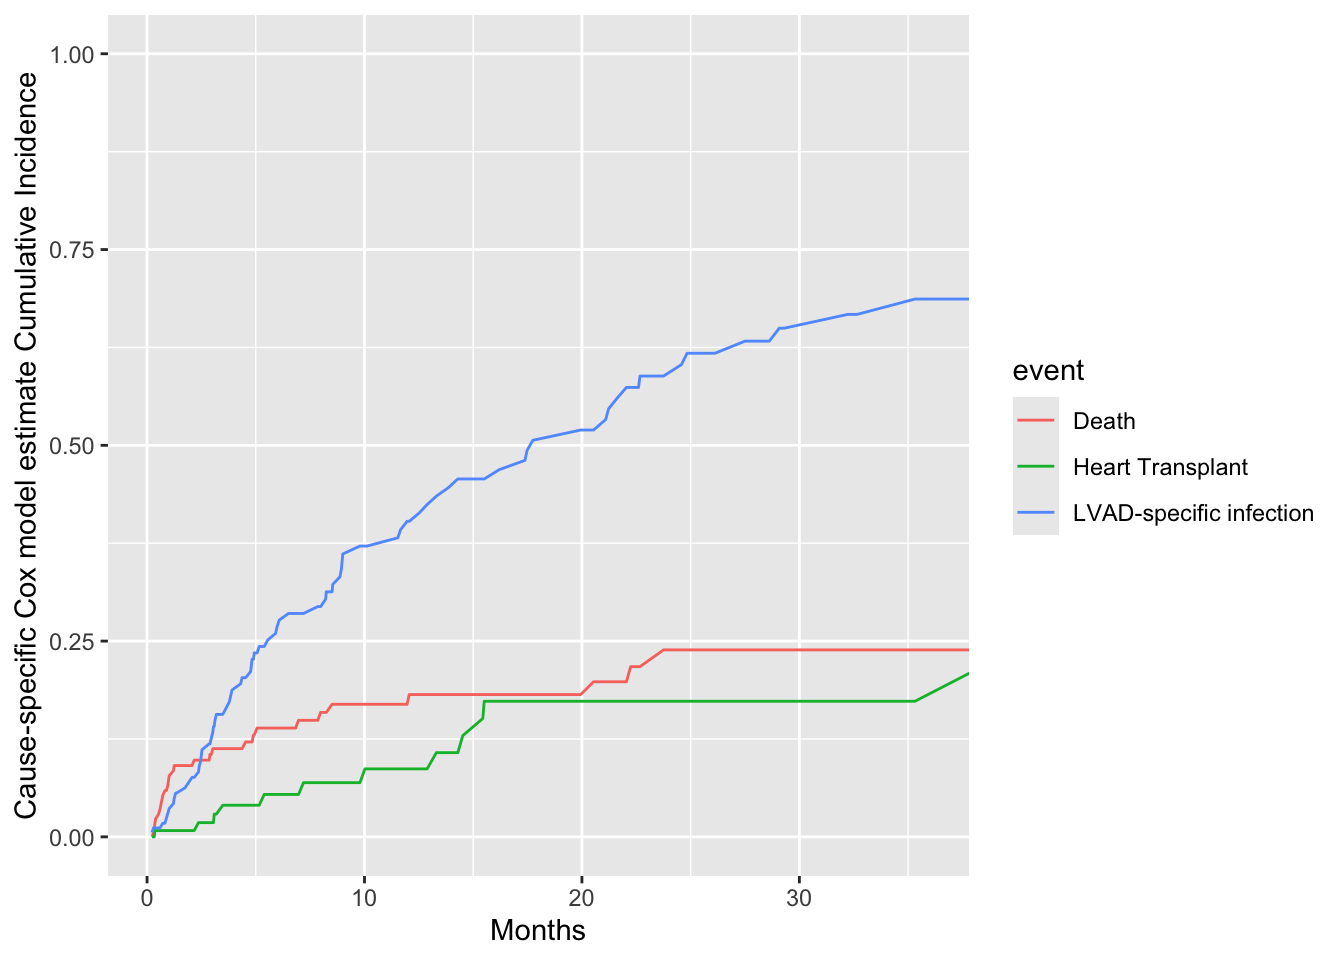 Cause-specific Cox model estimate Cumulative Incidence
1.00
0.75
0.50
0.25
0.00
0 10 20 30
Months
event
Death
Heart Transplant
LVAD-specific infection